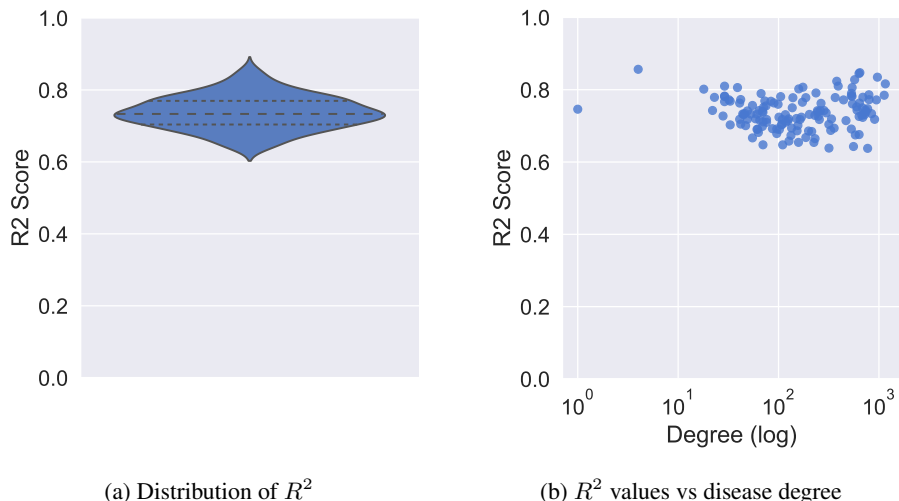 1.0
0.8
0.6
0.4
0.2
0.0
R2 Score
(a) Distribution of R²
1.0
0.8
0.6
0.4
0.2
0.0
R2 Score
10⁰ 10¹ 10² 10³
Degree (log)
(b) R² values vs disease degree